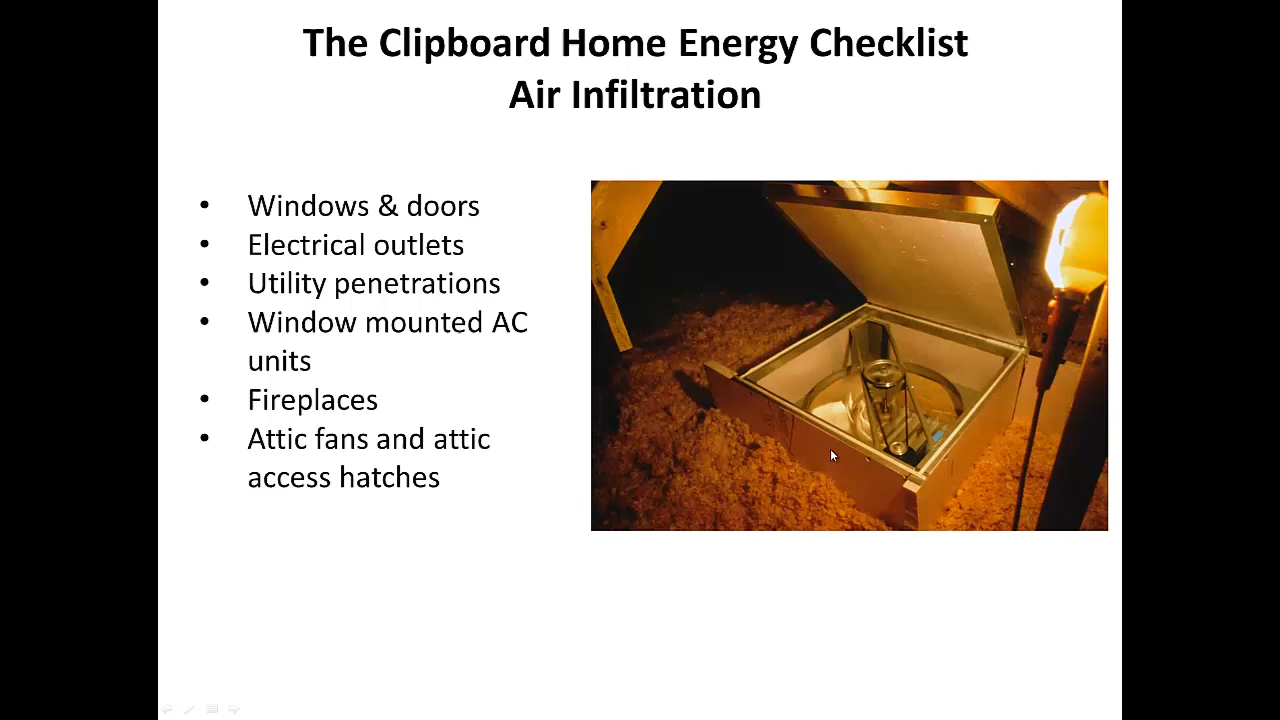 The Clipboard Home Energy Checklist
Air Infiltration
• Windows & doors
• Electrical outlets
• Utility penetrations
• Window mounted AC
units
• Fireplaces
• Attic fans and attic
access hatches